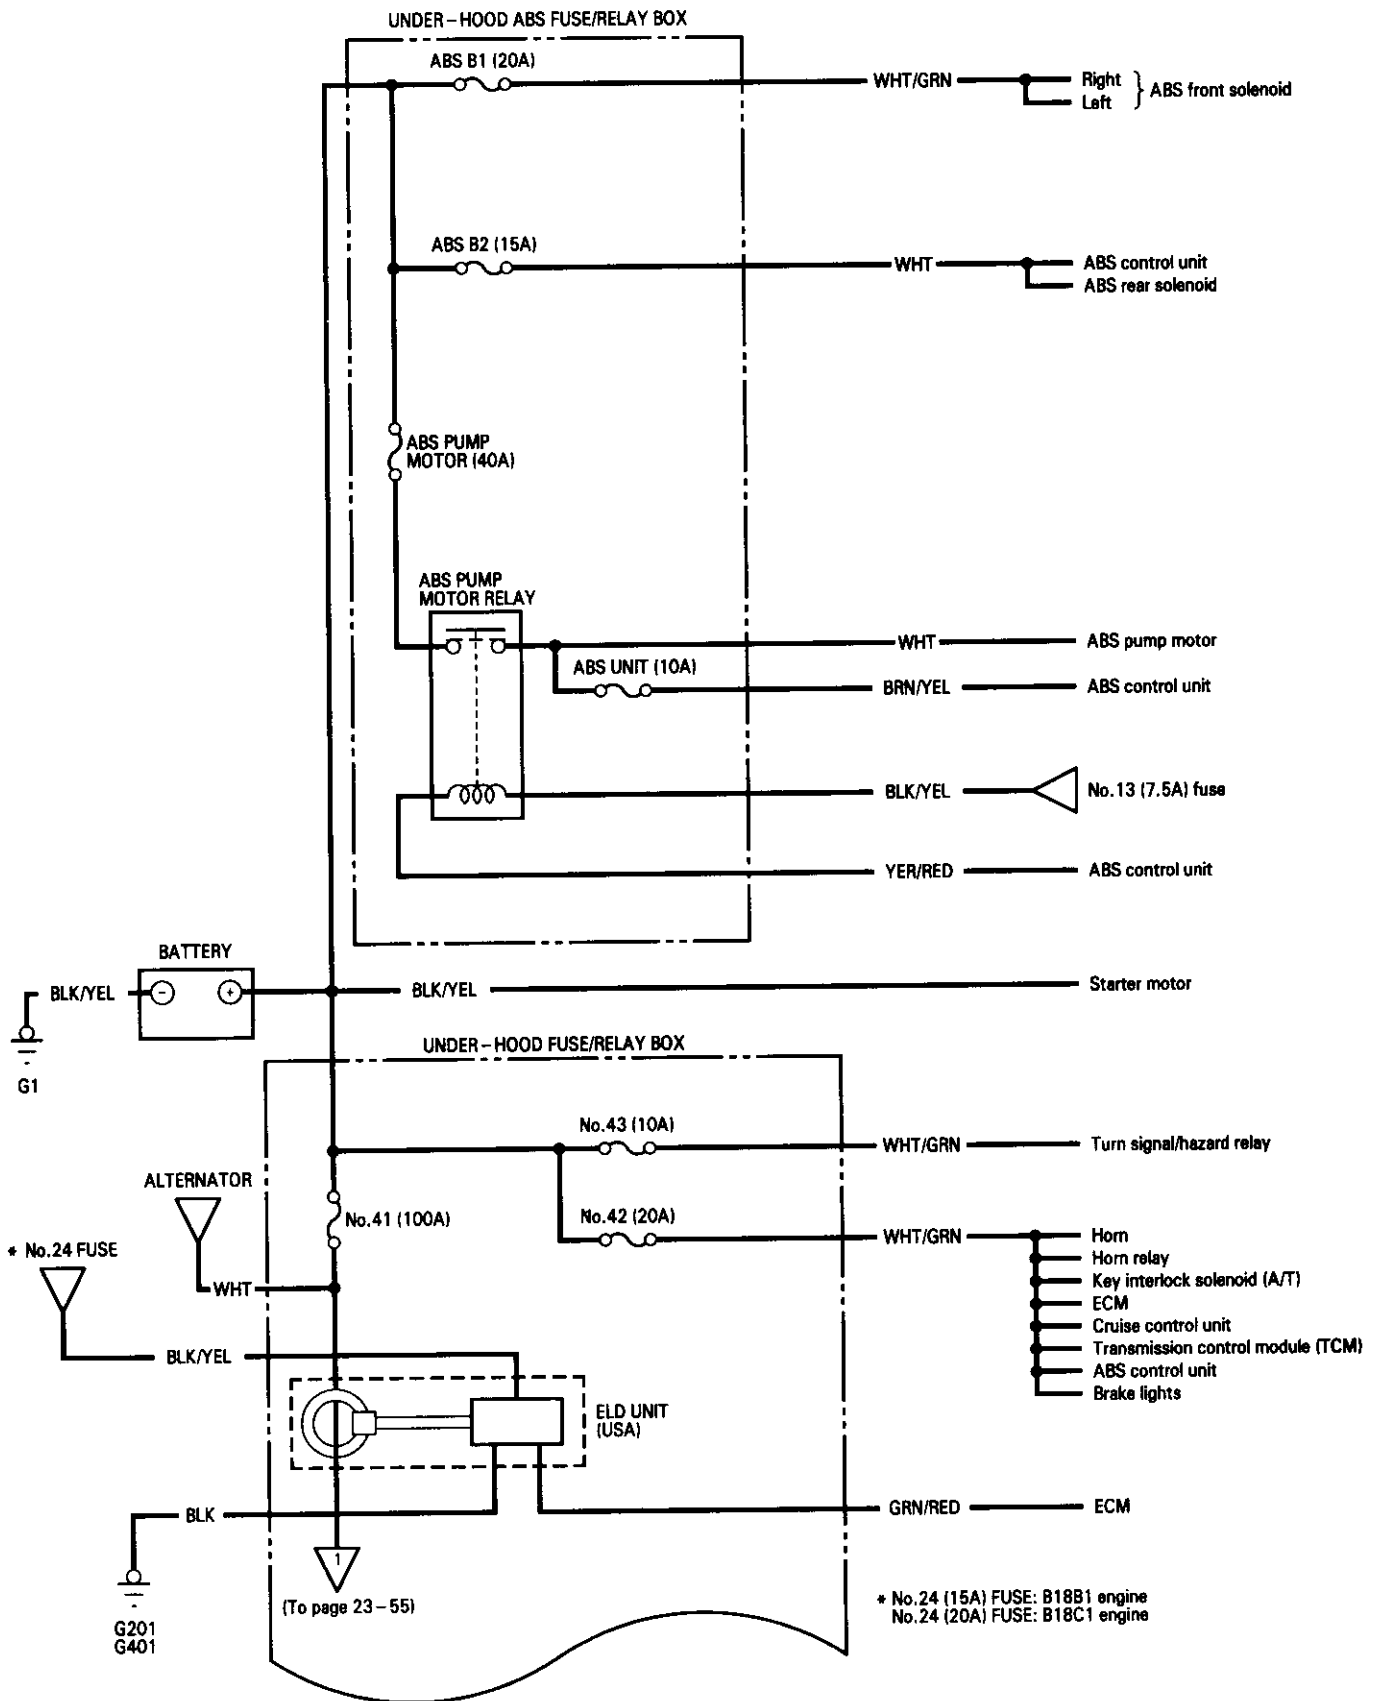 UNDER-HOOD ABS FUSE/RELAY BOX
ABS B1 (20A)
WHT/GRN
Right
Left
ABS front solenoid
ABS B2 (15A)
WHT
ABS control unit
ABS rear solenoid
ABS PUMP
MOTOR (40A)
ABS PUMP
MOTOR RELAY
WHT
ABS pump motor
ABS UNIT (10A)
BRN/YEL
ABS control unit
BLK/YEL
No.13 (7.5A) fuse
YER/RED
ABS control unit
BATTERY
BLK/YEL
-
+
BLK/YEL
Starter motor
G1
UNDER-HOOD FUSE/RELAY BOX
No.43 (10A)
WHT/GRN
Turn signal/hazard relay
ALTERNATOR
No.41 (100A)
No.42 (20A)
WHT/GRN
Horn
Horn relay
Key interlock solenoid (A/T)
ECM
Cruise control unit
Transmission control module (TCM)
ABS control unit
Brake lights
* No.24 FUSE
WHT
BLK/YEL
ELD UNIT
(USA)
BLK
GRN/RED
ECM
1
(To page 23-55)
G201
G401
* No.24 (15A) FUSE: B18B1 engine
No.24 (20A) FUSE: B18C1 engine